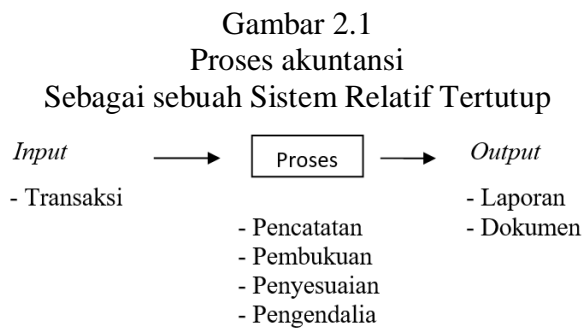 Gambar 2.1
Proses akuntansi
Sebagai sebuah Sistem Relatif Tertutup
Input
Proses
Output
- Transaksi
- Laporan
- Dokumen
- Pencatatan
- Pembukuan
- Penyesuaian
- Pengendalia